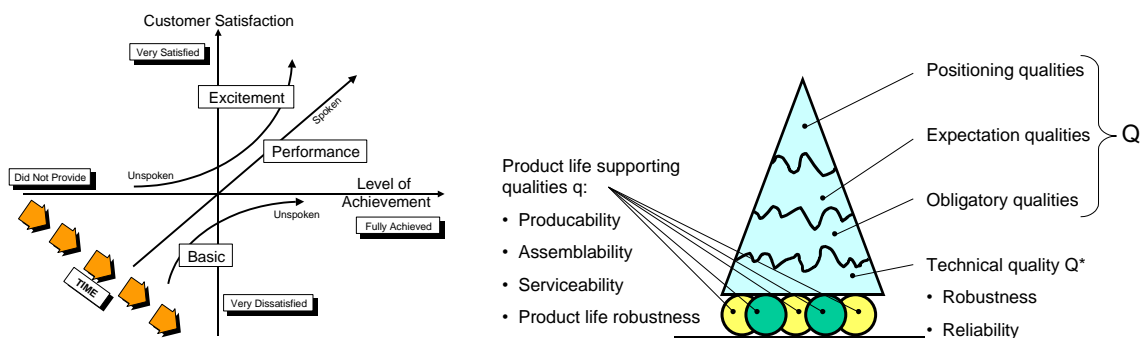 Customer Satisfaction
Very Satisfied
Excitement
Spoken
Performance
Did Not Provide
Unspoken
Level of
Achievement
Unspoken
Fully Achieved
Basic
TIME
Very Dissatisfied
Product life supporting
qualities q:
• Producability
• Assemblability
• Serviceability
• Product life robustness
Positioning qualities
Expectation qualities
Q
Obligatory qualities
Technical quality Q*
• Robustness
• Reliability